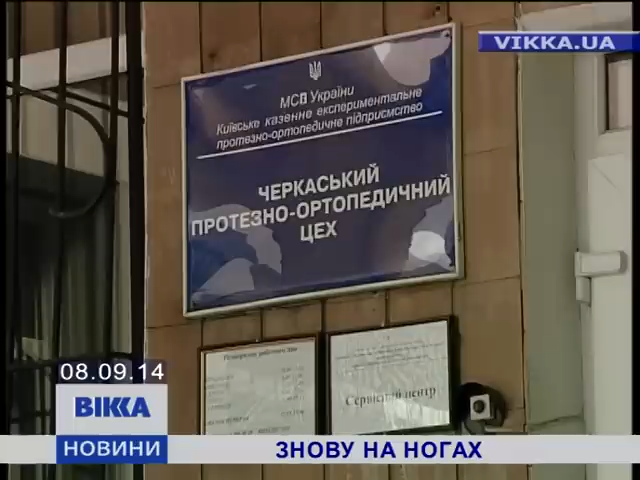 VIKKA.UA
МСП України
Київське казенне експериментальне
протезно-ортопедичне підприємство
ЧЕРКАСЬКИЙ
ПРОТЕЗНО-ОРТОПЕДИЧНИЙ
ЦЕХ
Сервісний центр
08.09.14
ВІККА
НОВИНИ
ЗНОВУ НА НОГАХ